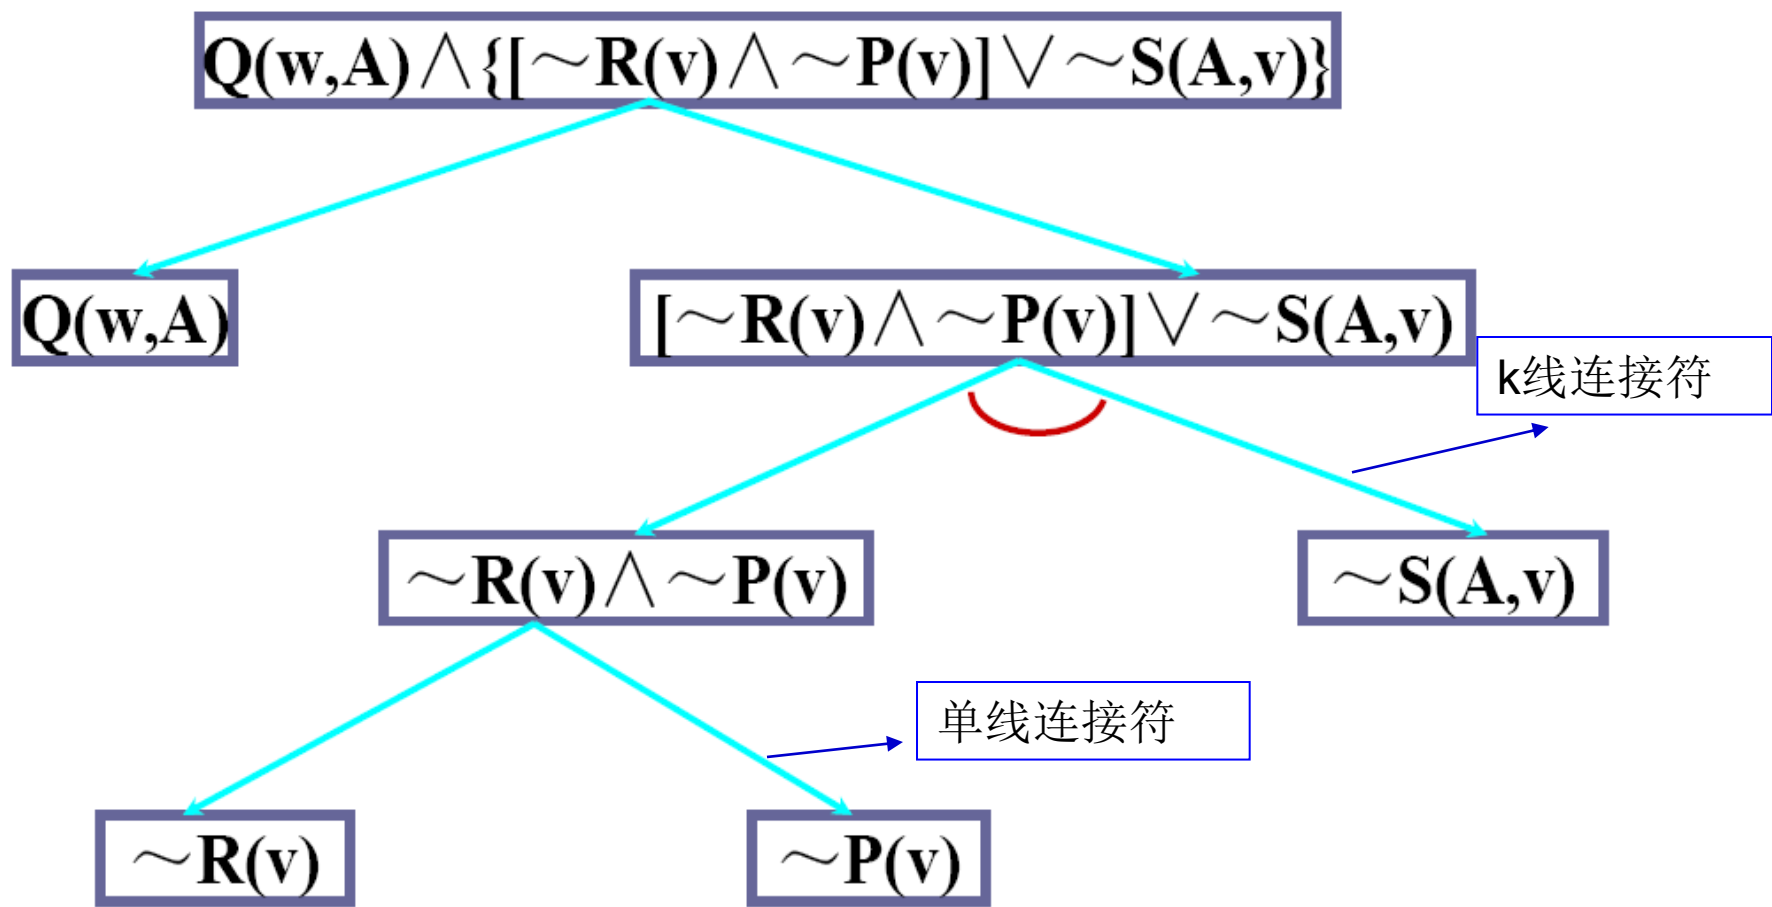 Q(w,A)∧{[～R(v)∧～P(v)]∨～S(A,v)}
Q(w,A)
[～R(v)∧～P(v)]∨～S(A,v)
k线连接符
～R(v)∧～P(v)
～S(A,v)
单线连接符
～R(v)
～P(v)